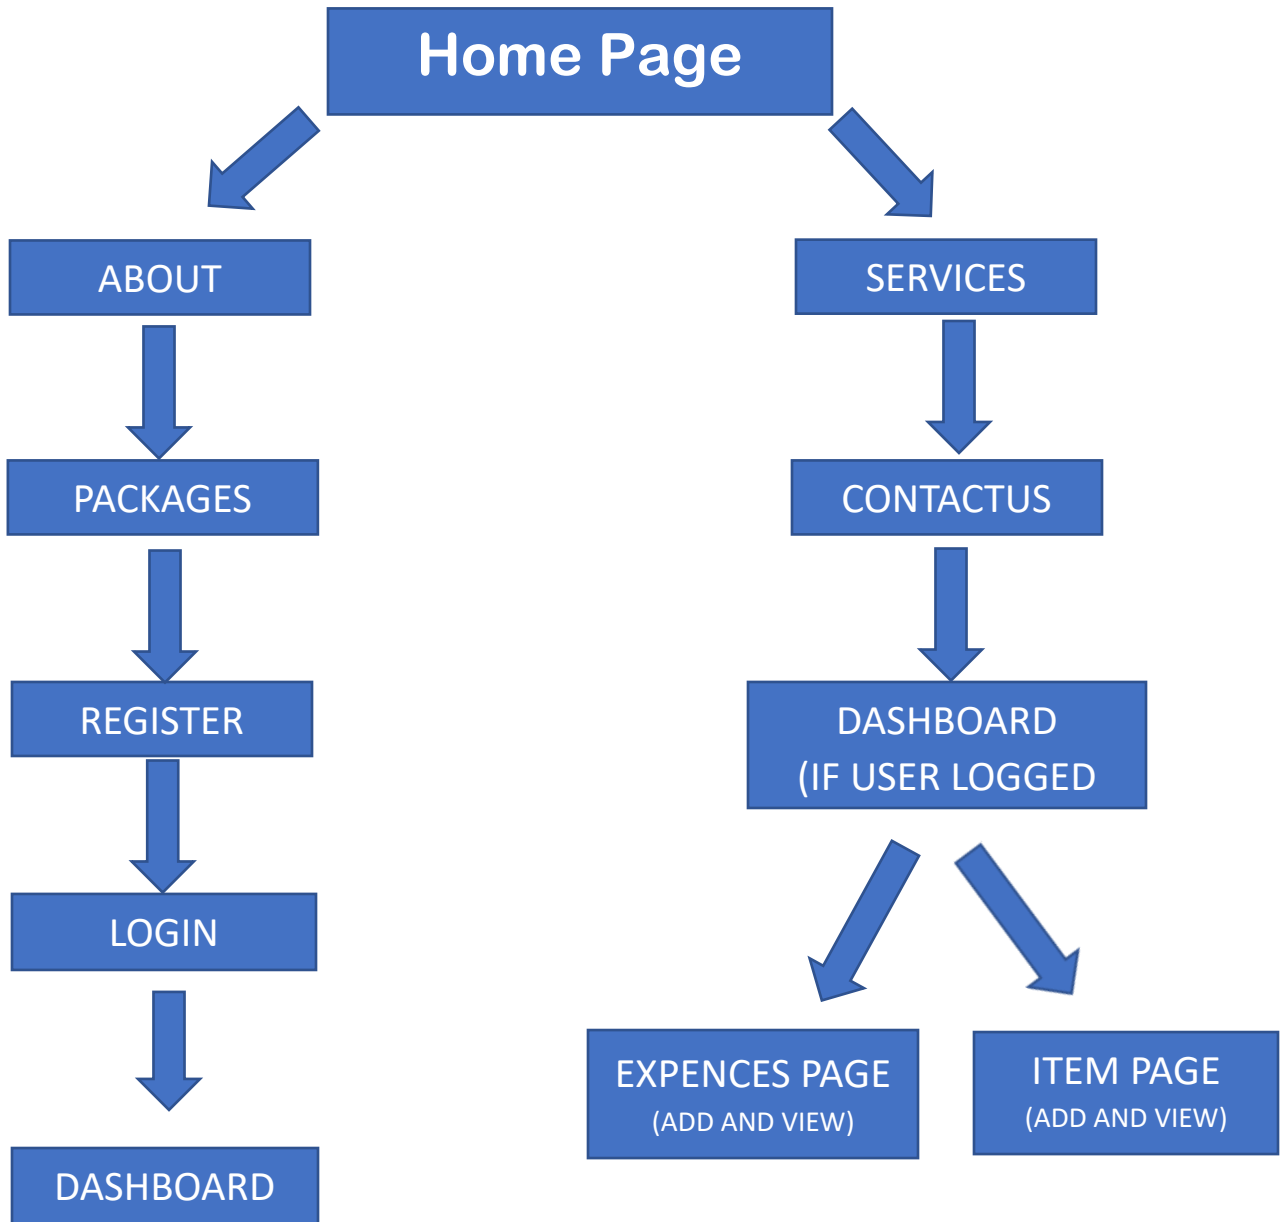 Home Page
ABOUT
SERVICES
PACKAGES
CONTACTUS
REGISTER
DASHBOARD
(IF USER LOGGED
LOGIN
EXPENCES PAGE
(ADD AND VIEW)
ITEM PAGE
(ADD AND VIEW)
DASHBOARD